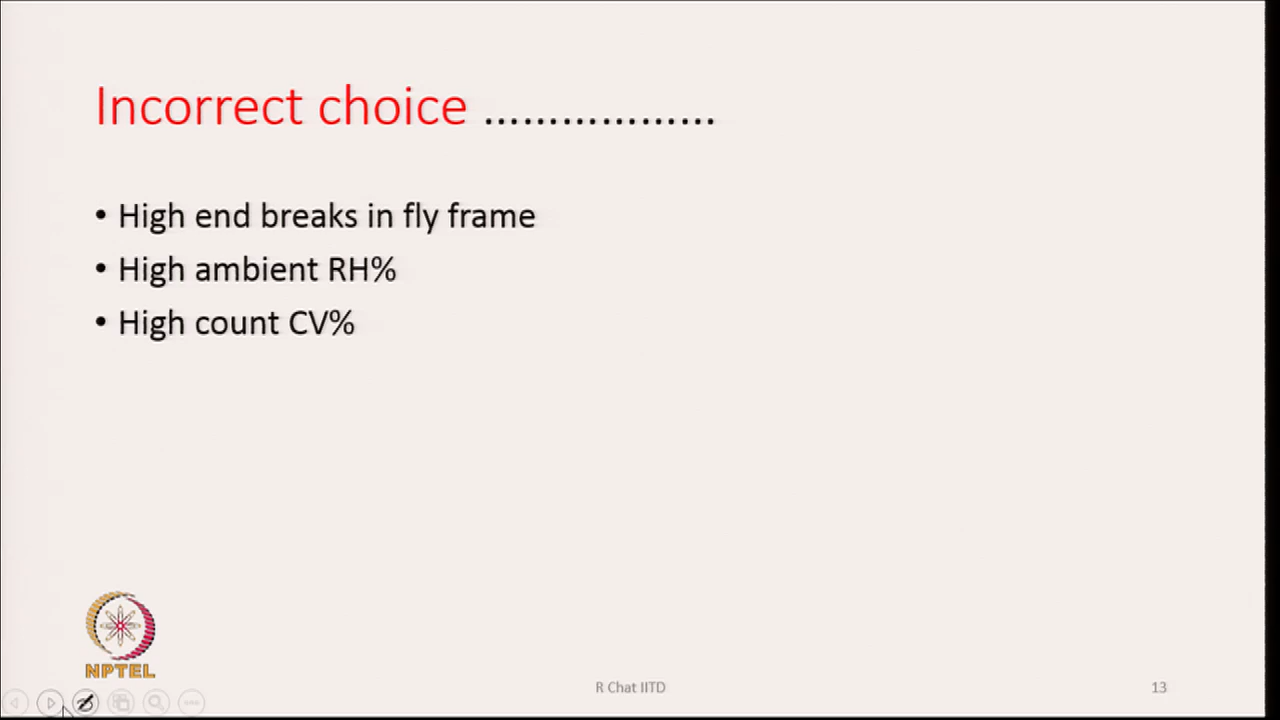 Incorrect choice ………………
• High end breaks in fly frame
• High ambient RH%
• High count CV%
NPTEL
R Chat IITD
13